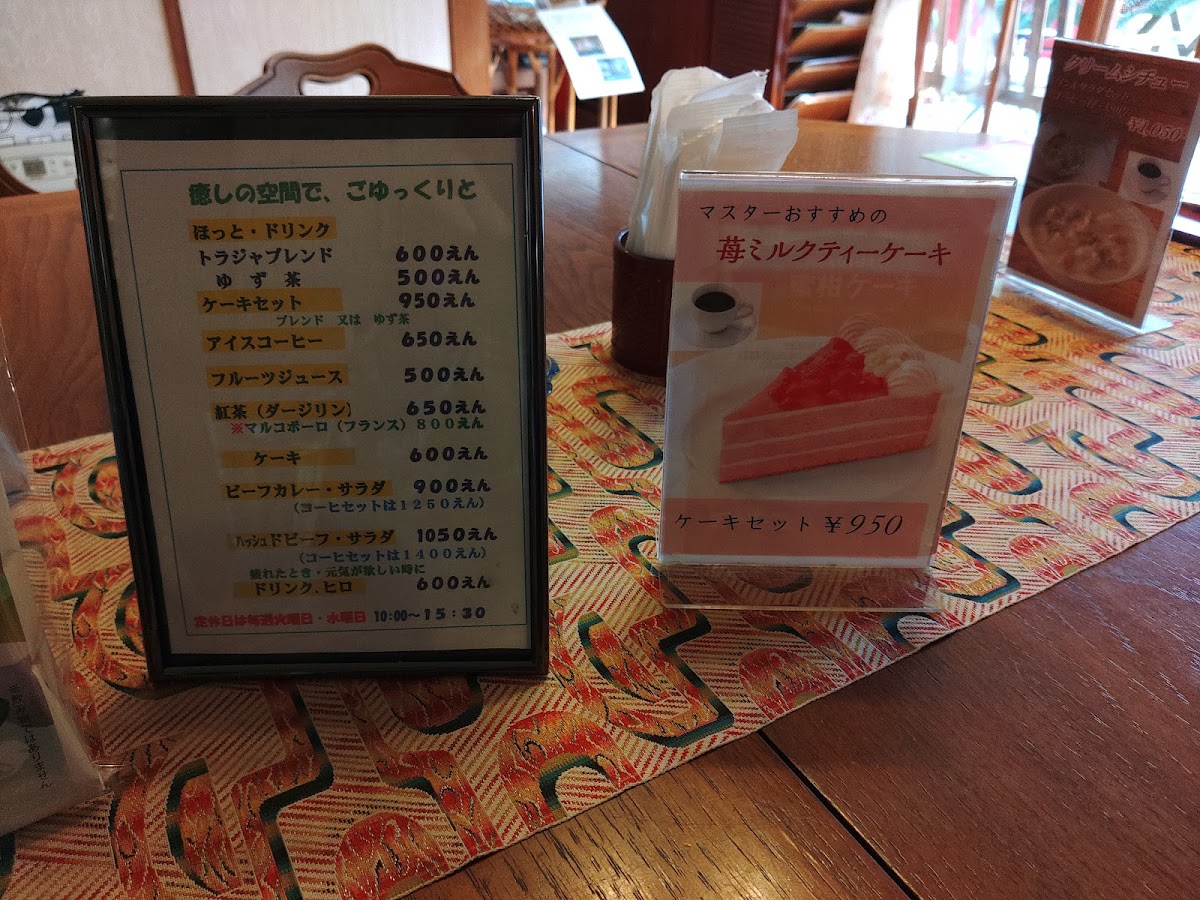 癒しの空間で、ごゆっくりと
ほっと・ドリンク
トラジャブレンド 600えん
ゆず茶 500えん
ケーキセット 950えん
ブレンド 又は ゆず茶
アイスコーヒー 650えん
フルーツジュース 500えん
紅茶（ダージリン） 650えん
※マルコポーロ（フランス）８００えん
ケーキ 600えん
ビーフカレー・サラダ 900えん
（コーヒセットは１２５０えん）
ハッシュドビーフ・サラダ 1050えん
（コーヒセットは１４００えん）
疲れたとき・元気が欲しい時に
ドリンク.ヒロ 600えん
定休日は毎週火曜日・水曜日 10:00～15：30
マスターおすすめの
苺ミルクティーケーキ
ケーキセット ￥950
クリームシチュー
¥1,050-
ではありません